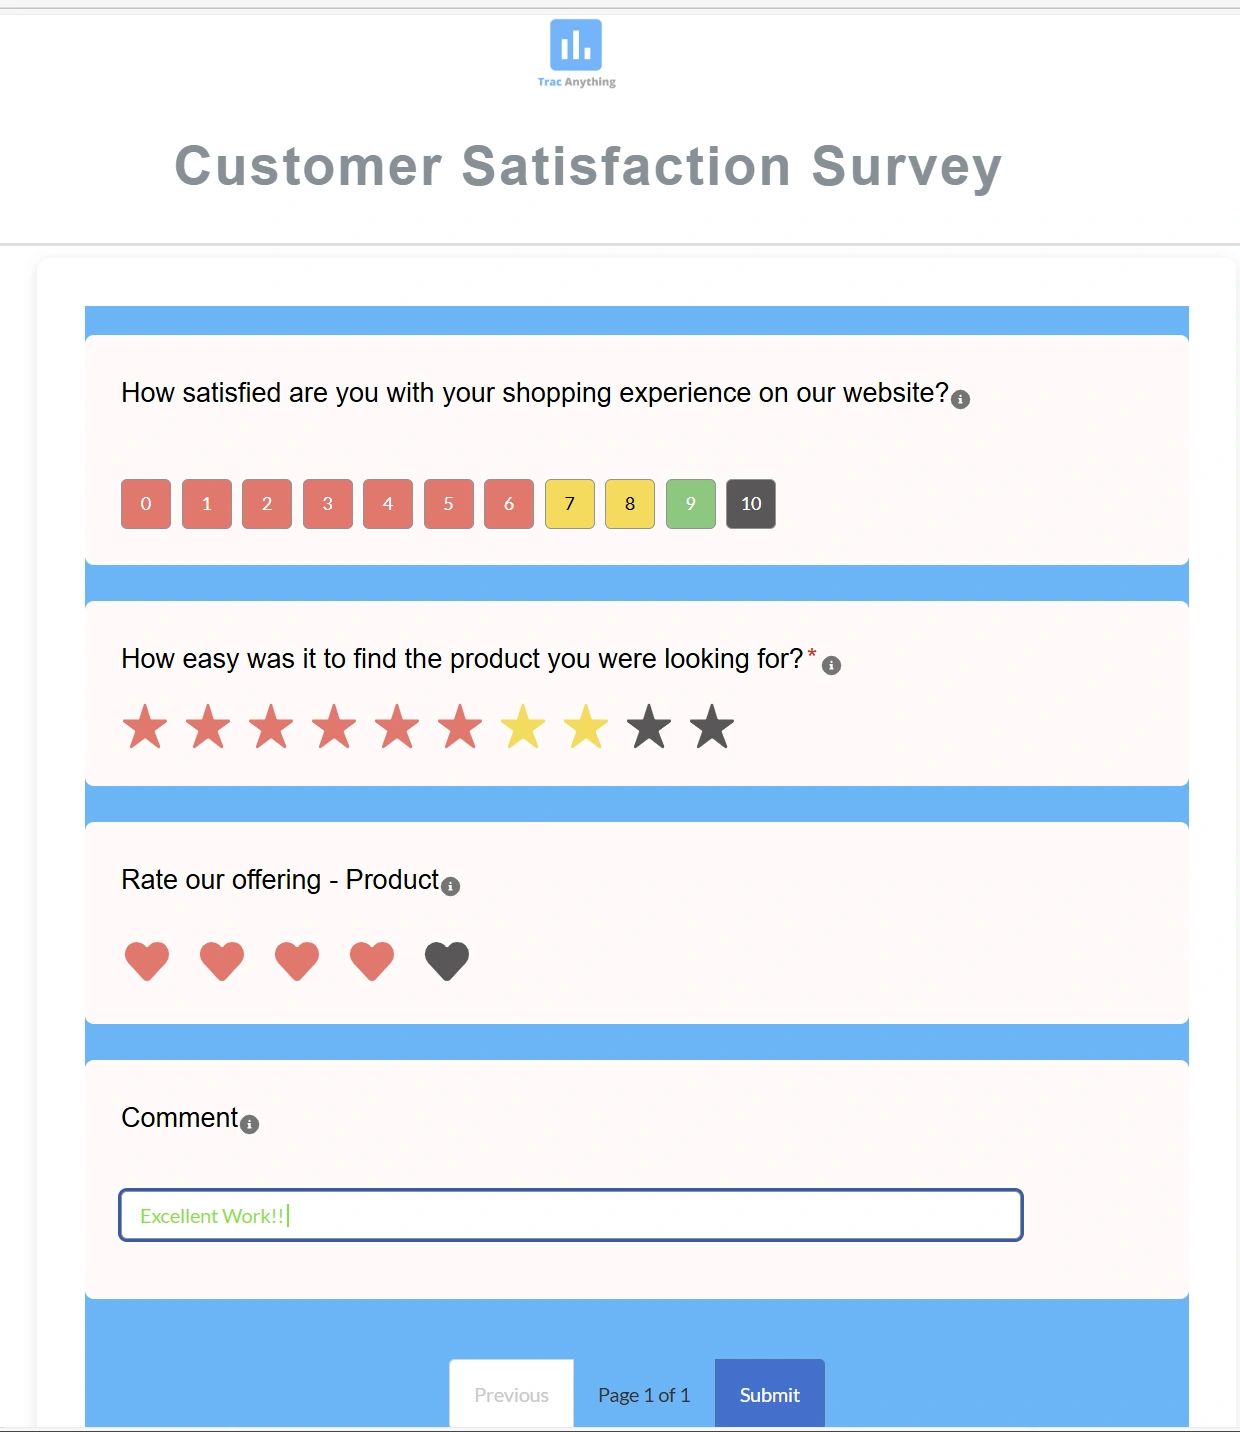 Trac Anything
Customer Satisfaction Survey
How satisfied are you with your shopping experience on our website?
0 1 2 3 4 5 6 7 8 9 10
How easy was it to find the product you were looking for?*
Rate our offering - Product
Comment
Excellent Work!!
Previous Page 1 of 1 Submit